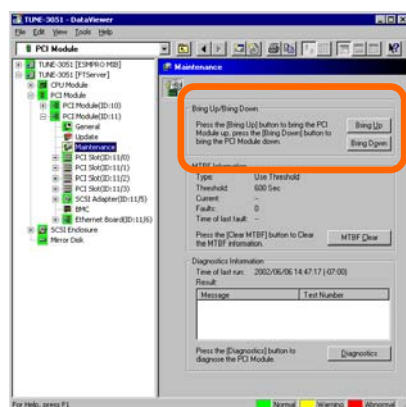 TUNE-3051 - DataViewer
File Edit View Tools Help
PCI Module
TUNE-3051 [ESMPRO MIB]
TUNE-3051 [FTServer]
CPU Module
PCI Module
PCI Module(ID:10)
PCI Module(ID:11)
General
Update
Maintenance
PCI Slot(ID:11/0)
PCI Slot(ID:11/1)
PCI Slot(ID:11/2)
PCI Slot(ID:11/3)
SCSI Adapter(ID:11/5)
BMC
Ethernet Board(ID:11/6)
SCSI Enclosure
Mirror Disk
Maintenance
Bring Up/Bring Down
Press the [Bring Up] button to bring the PCI
Module up, press the [Bring Down] button to
bring the PCI Module down.
Bring Up
Bring Down
MTBF Information
Type: Use Threshold
Threshold: 600 Sec
Current: --
Faults: 0
Time of last fault: --
Press the [Clear
MTBF] button to Clear
the MTBF information.
MTBF Clear
Diagnostics Information
Time of last run: 2002/06/06 14:47:17 (-07:00)
Result:
Message Test Number
Press the [Diagnostics] button to
diagnose the PCI Module.
Diagnostics
For Help, press F1
Normal Warning Abnormal